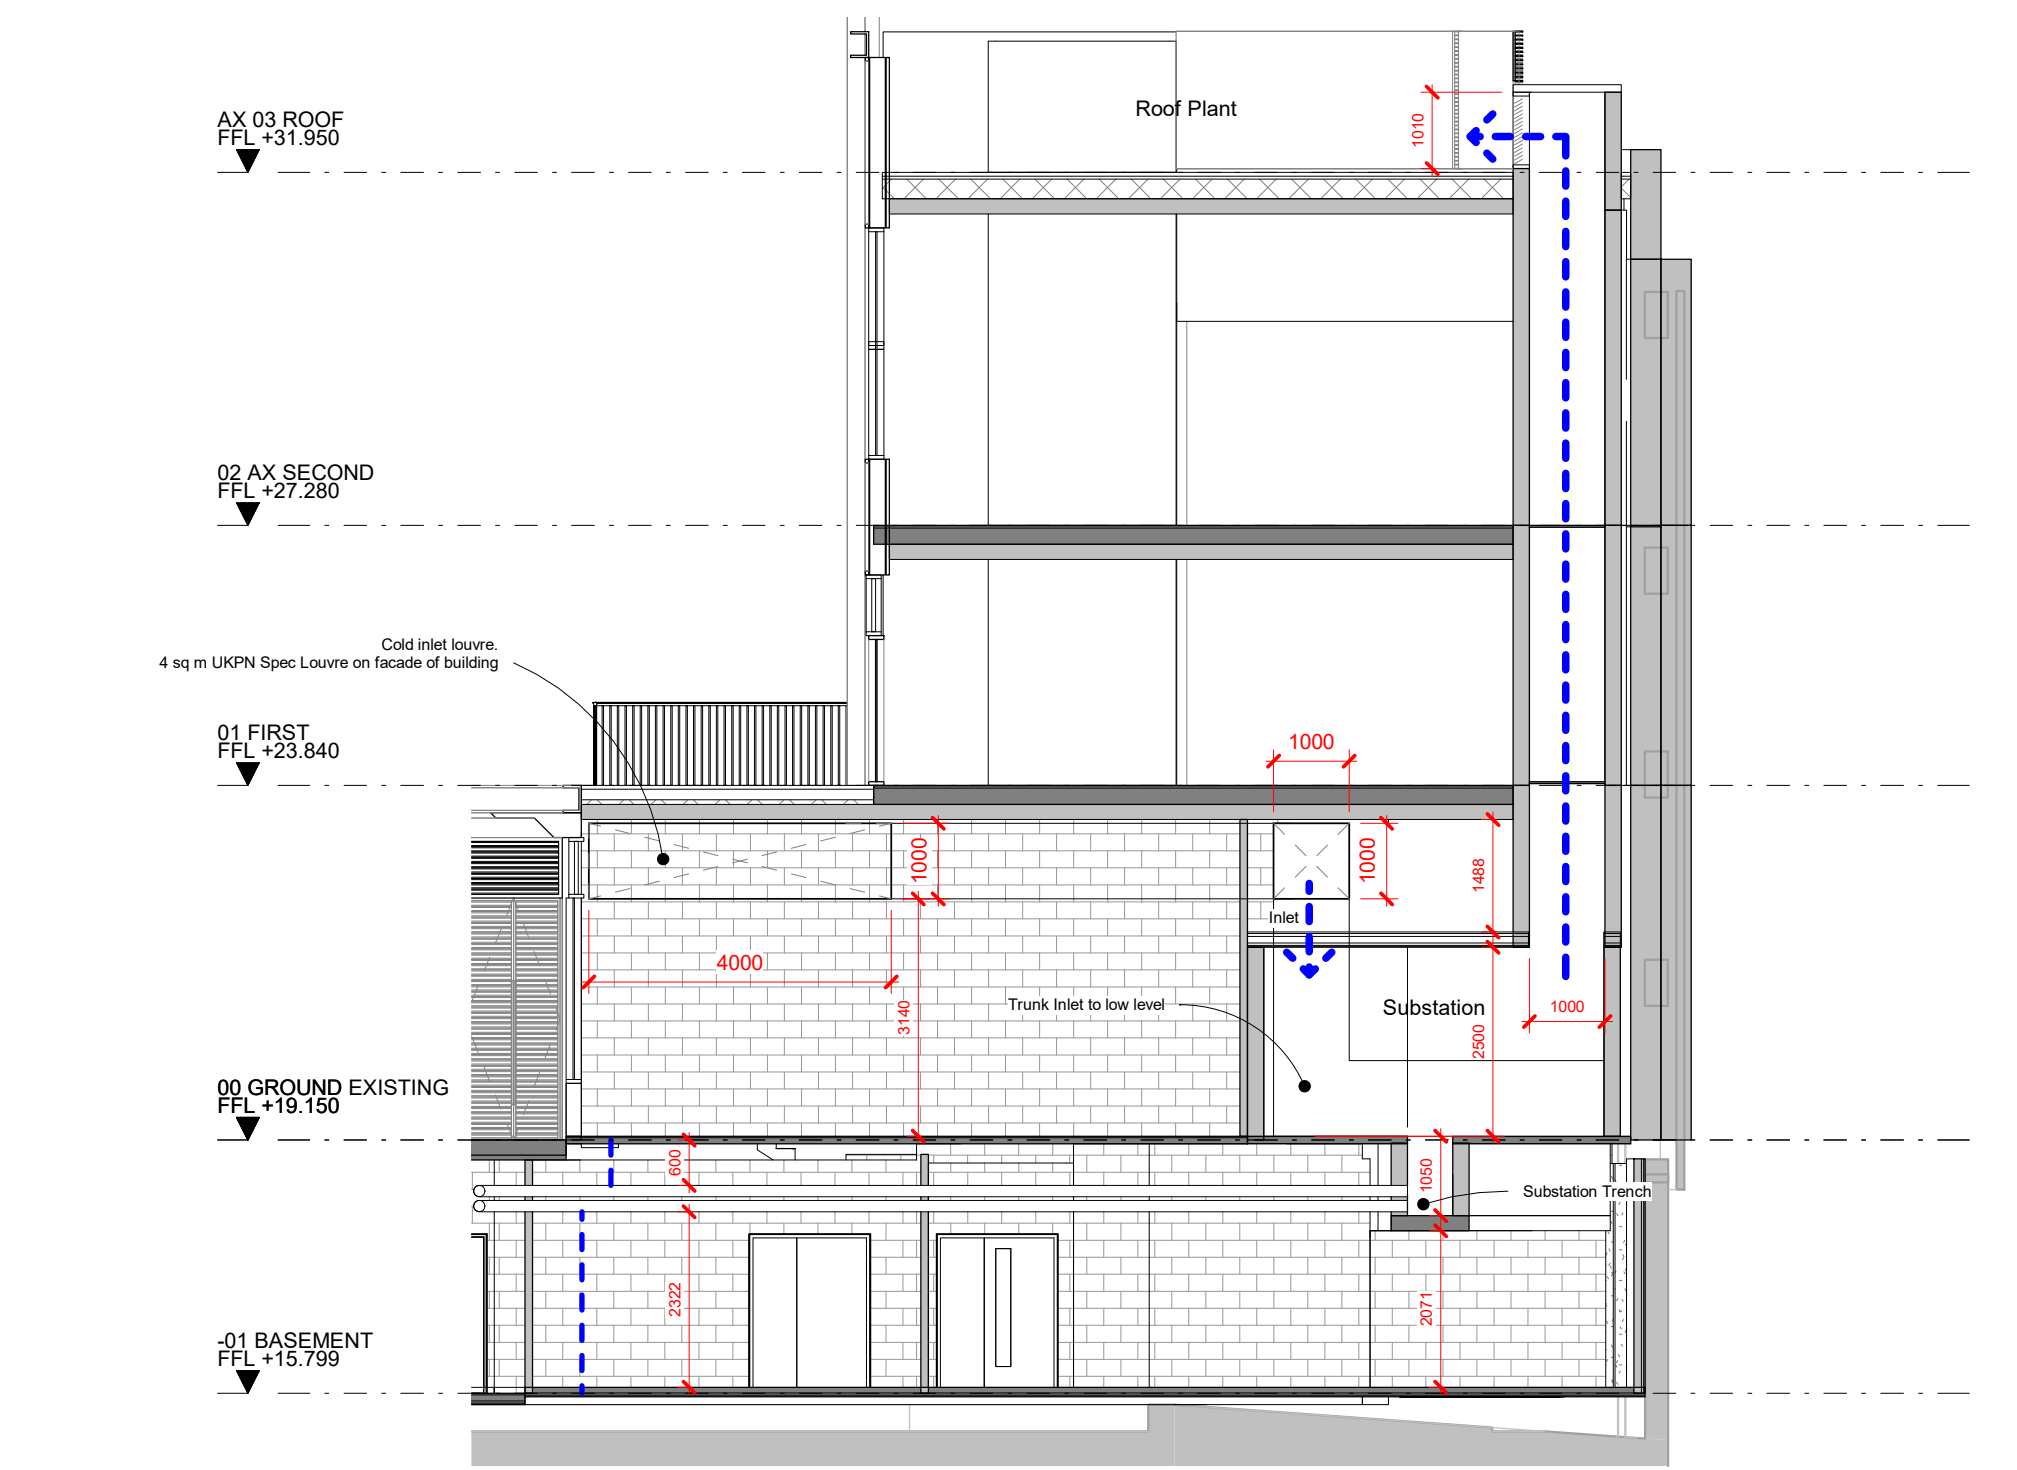 Roof Plant
1010
AX 03 ROOF
FFL +31.950
02 AX SECOND
FFL +27.280
Cold inlet louvre.
4 sq m UKPN Spec Louvre on facade of building
01 FIRST
FFL +23.840
1000
1000
1000
1488
Inlet
4000
3140
Trunk Inlet to low level
Substation
1000
2500
00 GROUND EXISTING
FFL +19.150
600
1050
Substation Trench
2322
2071
-01 BASEMENT
FFL +15.799